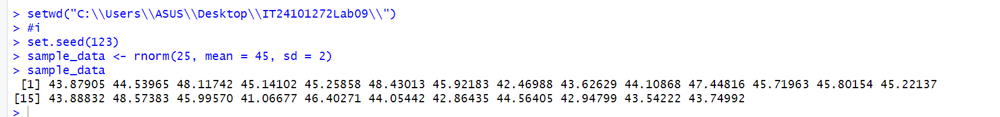 > setwd("C:\\Users\\ASUS\\Desktop\\IT24101272Lab09\\")
> #i
> set.seed(123)
> sample_data <- rnorm(25, mean = 45, sd = 2)
> sample_data
[1] 43.87905 44.53965 48.11742 45.14102 45.25858 48.43013 45.92183 42.46988 43.62629 44.10868 47.44816 45.71963 45.80154 45.22137
[15] 43.88832 48.57383 45.99570 41.06677 46.40271 44.05442 42.86435 44.56405 42.94799 43.54222 43.74992
>